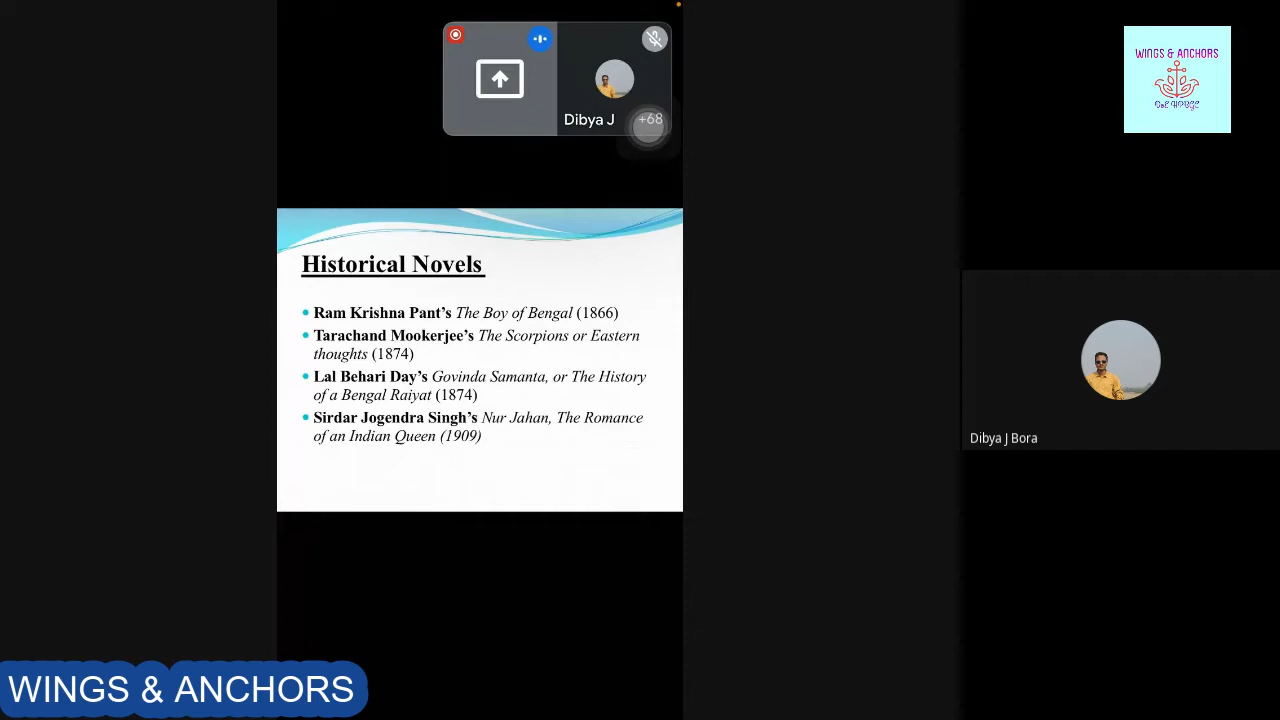 WINGS & ANCHORS
Dibya J
+68
Historical Novels
Ram Krishna Pant's The Boy of Bengal (1866)
Tarachand Mookerjee's The Scorpions or Eastern
thoughts (1874)
Lal Behari Day's Govinda Samanta, or The History
of a Bengal Raiyat (1874)
Sirdar Jogendra Singh's Nur Jahan, The Romance
of an Indian Queen (1909)
Dibya J Bora
WINGS & ANCHORS